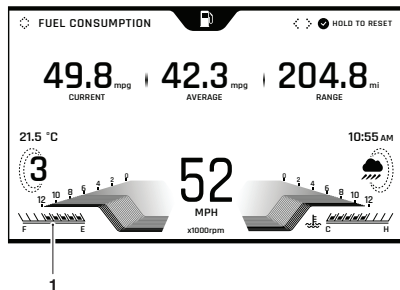 FUEL CONSUMPTION
< > HOLD TO RESET
49.8 mpg 42.3 mpg 204.8 mi
CURRENT AVERAGE RANGE
21.5 °C 10:55 AM
3
12 10 8 6 4 2 0
52
MPH
x1000rpm
0 2 4 6 8 10 12
F E
C H
1